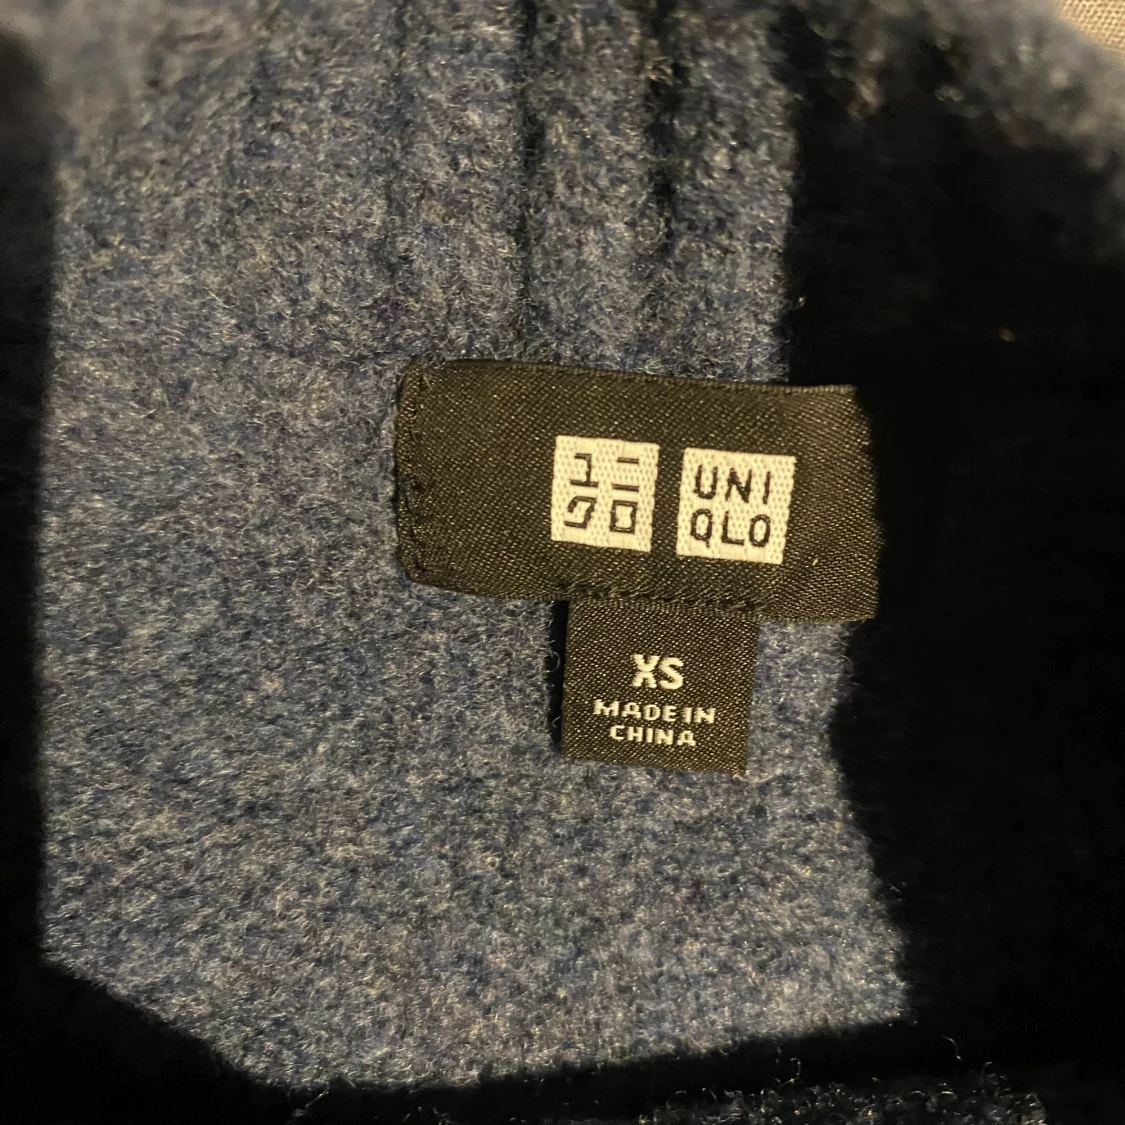 ユニ
クロ
UNI
QLO
XS
MADE IN
CHINA